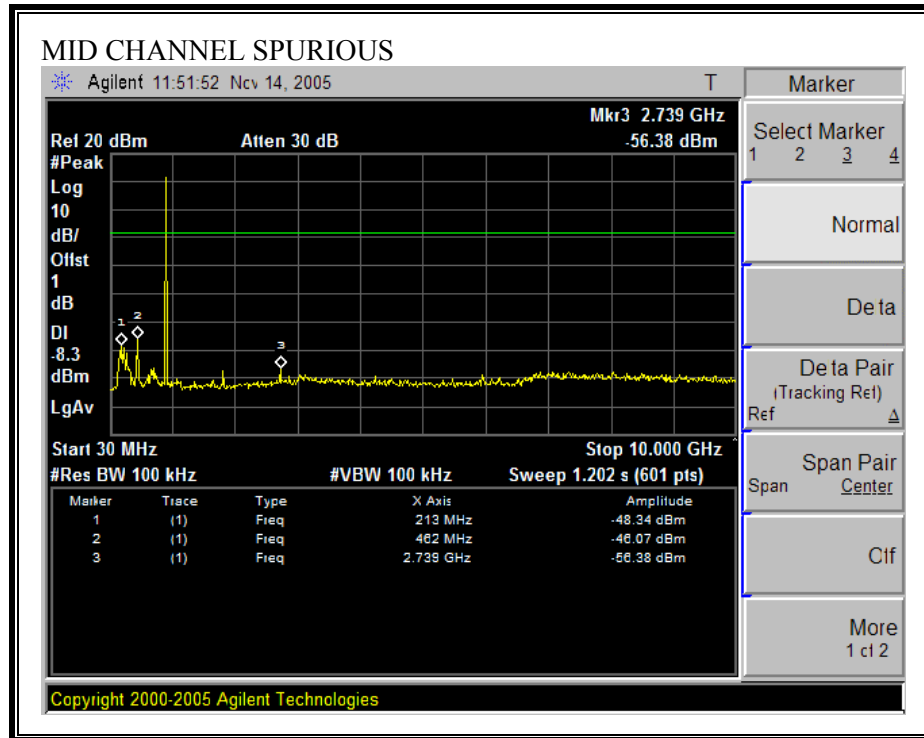 MID CHANNEL SPURIOUS
Agilent 11:51:52 Nov 14, 2005 T
Mkr3 2.739 GHz
Ref 20 dBm Atten 30 dB -56.38 dBm
#Peak
Log
10
dB/
Offst
1
dB
DI
-8.3
dBm
LgAv
1 2
3
Start 30 MHz Stop 10.000 GHz
#Res BW 100 kHz #VBW 100 kHz Sweep 1.202 s (601 pts)
Marker Trace Type X Axis Amplitude
1 (1) Freq 213 MHz -48.34 dBm
2 (1) Freq 462 MHz -46.07 dBm
3 (1) Freq 2.739 GHz -56.38 dBm
Copyright 2000-2005 Agilent Technologies
Marker
Select Marker
1 2 3 4
Normal
Delta
Delta Pair
(Tracking Ref)
Ref Δ
Span Pair
Span Center
Off
More
1 of 2